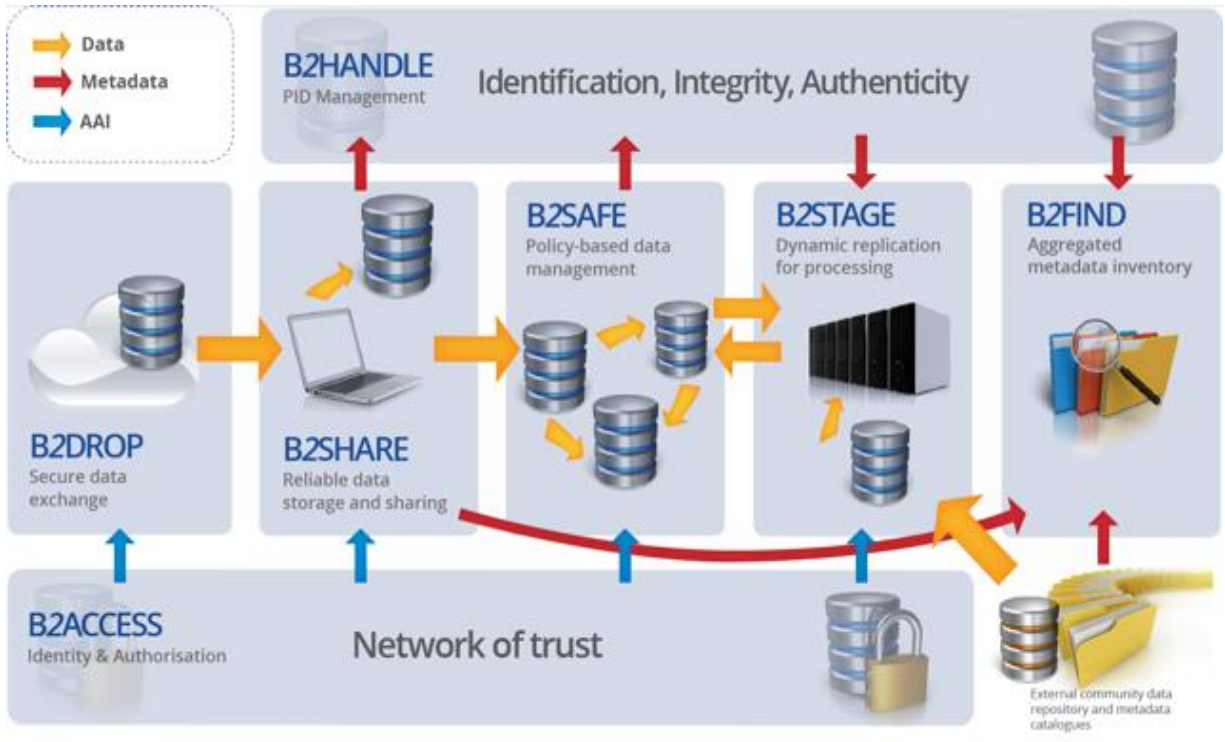 Data
Metadata
AAI
B2HANDLE
PID Management
Identification, Integrity, Authenticity
B2DROP
Secure data
exchange
B2SHARE
Reliable data
storage and sharing
B2SAFE
Policy-based data
management
B2STAGE
Dynamic replication
for processing
B2FIND
Aggregated
metadata inventory
B2ACCESS
Identity & Authorisation
Network of trust
External community data
repository and metadata
catalogues